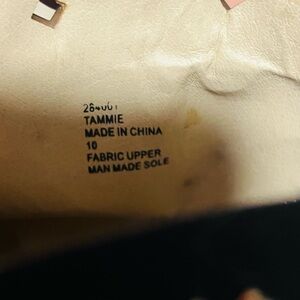 TAMMIE
MADE IN CHINA
10
FABRIC UPPER
MAN MADE SOLE